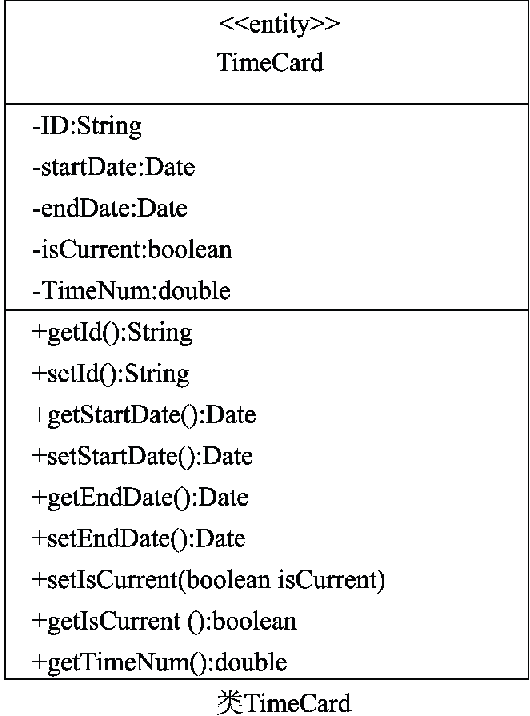 <<entity>>
TimeCard
-ID:String
-startDate:Date
-endDate:Date
-isCurrent:boolean
-TimeNum:double
+getId():String
+setId():String
+getStartDate():Date
+setStartDate():Date
+getEndDate():Date
+setEndDate():Date
+setIsCurrent(boolean isCurrent)
+getIsCurrent ():boolean
+getTimeNum():double
类TimeCard